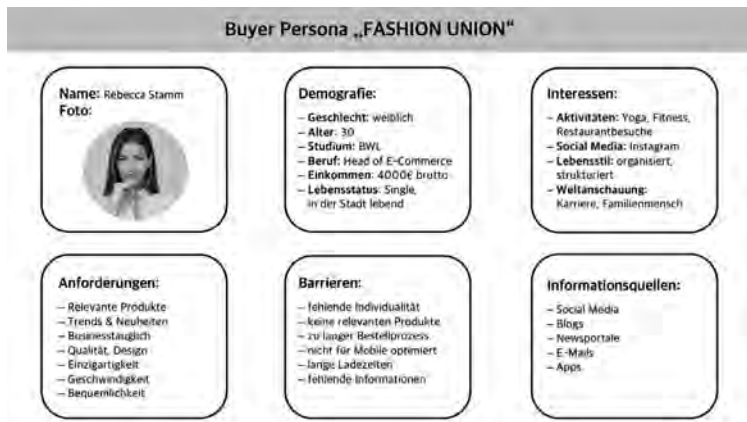 Buyer Persona „FASHION UNION“
Name: Rebecca Stamm
Foto:
Demografie:
– Geschlecht: weiblich
– Alter: 30
– Studium: BWL
– Beruf: Head of E-Commerce
– Einkommen: 4000€ brutto
– Lebensstatus: Single,
in der Stadt lebend
Interessen:
– Aktivitäten: Yoga, Fitness,
Restaurantbesuche
– Social Media: Instagram
– Lebensstil: organisiert,
strukturiert
– Weltanschauung:
Karriere, Familienmensch
Anforderungen:
– Relevante Produkte
– Trends & Neuheiten
– Businesstauglich
– Qualität, Design
– Einzigartigkeit
– Geschwindigkeit
– Bequemlichkeit
Barrieren:
– fehlende Individualität
– keine relevanten Produkte
– zu langer Bestellprozess
– nicht für Mobile optimiert
– lange Ladezeiten
– fehlende Informationen
Informationsquellen:
– Social Media
– Blogs
– Newsportale
– E-Mails
– Apps